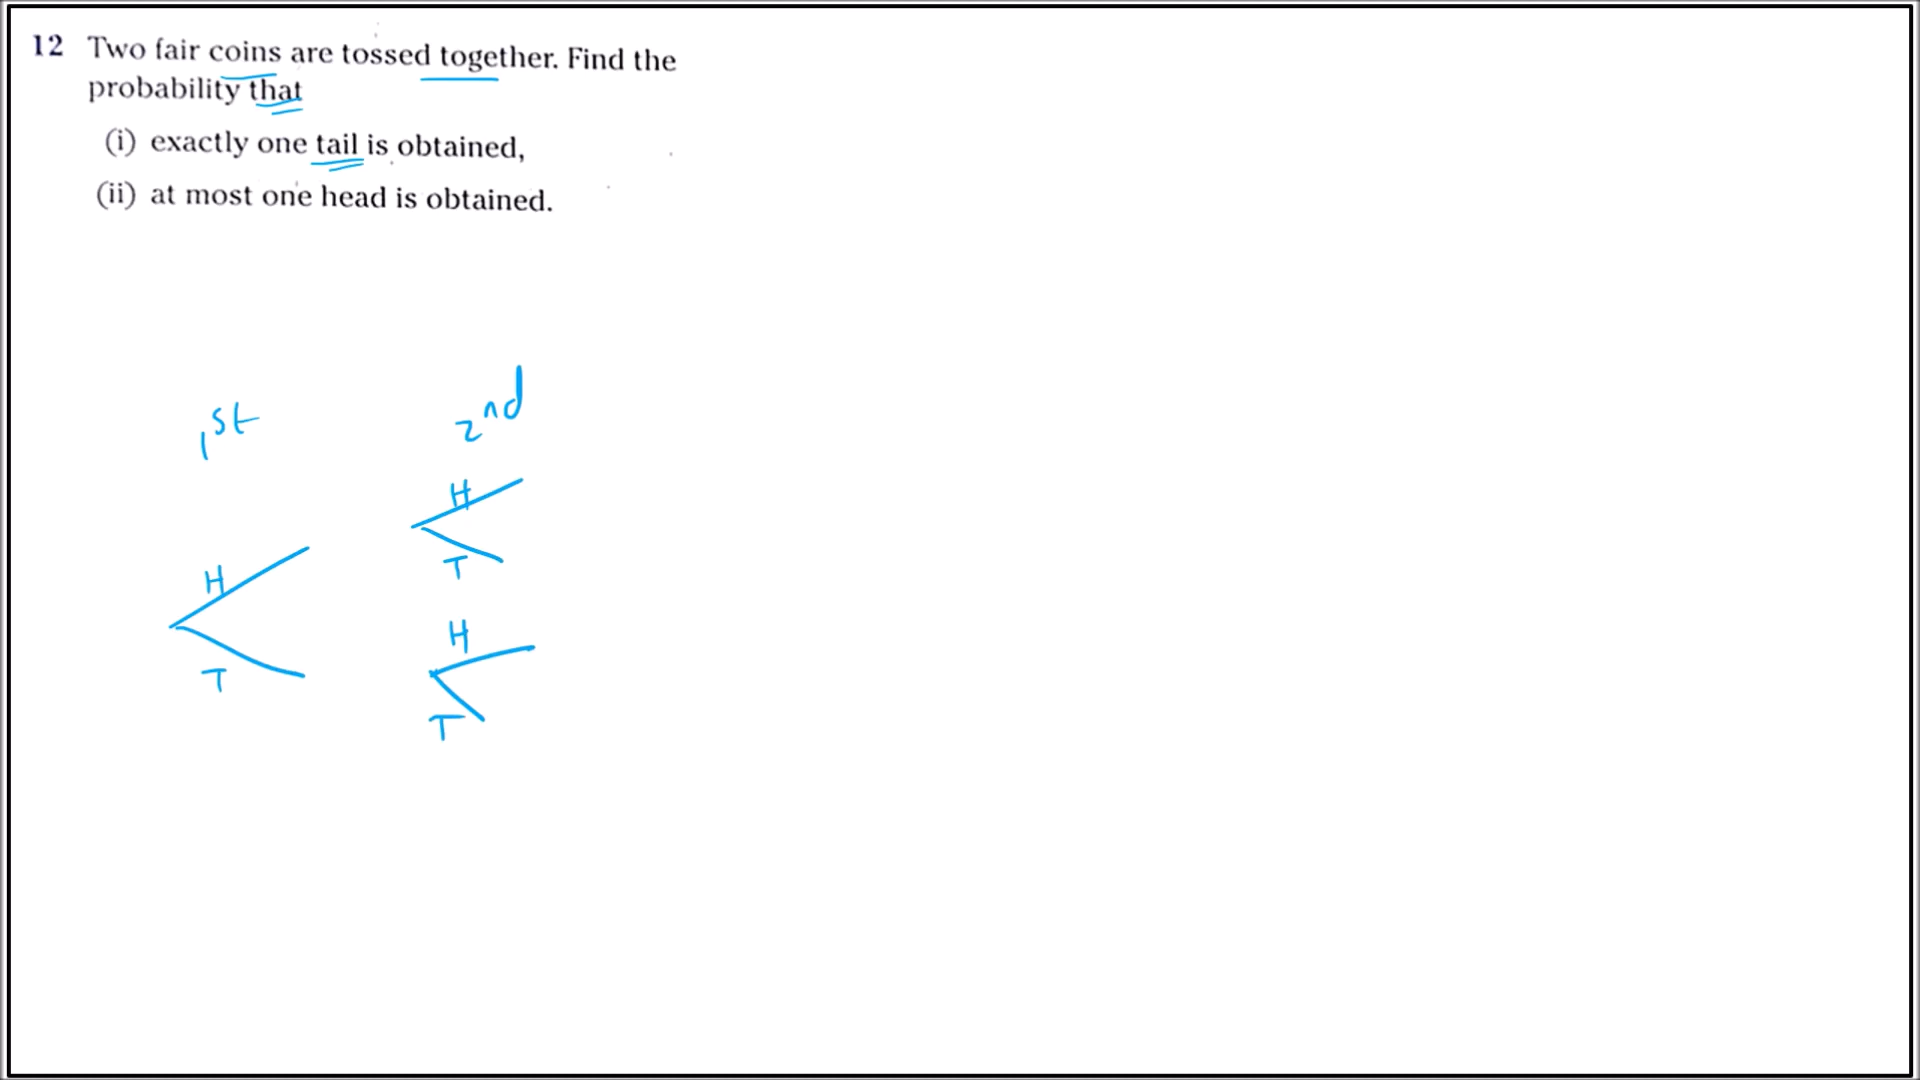 12 Two fair coins are tossed together. Find the
probability that
(i) exactly one tail is obtained,
(ii) at most one head is obtained.
1st 2nd
H
T
H
T
H
T